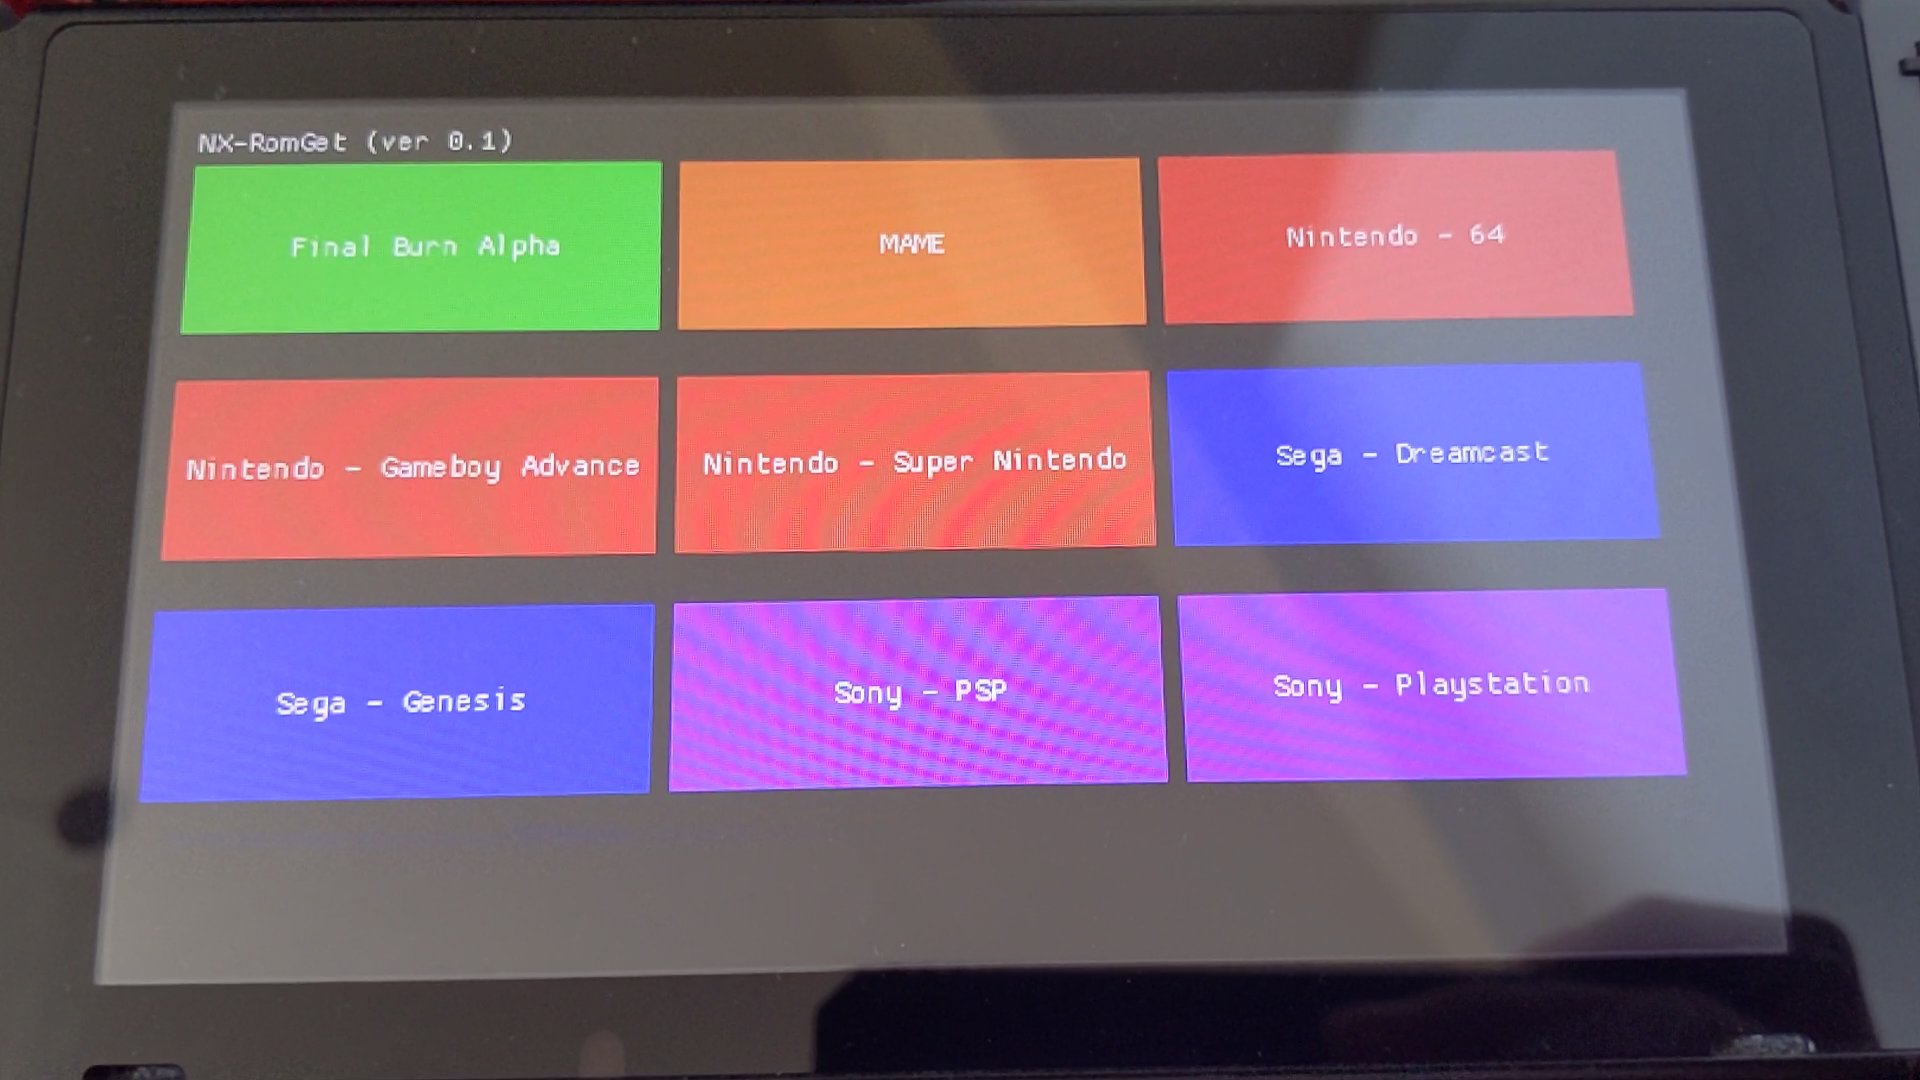 NX-RomGet (ver 0.1)
Final Burn Alpha
MAME
Nintendo - 64
Nintendo - Gameboy Advance
Nintendo - Super Nintendo
Sega - Dreamcast
Sega - Genesis
Sony - PSP
Sony - Playstation